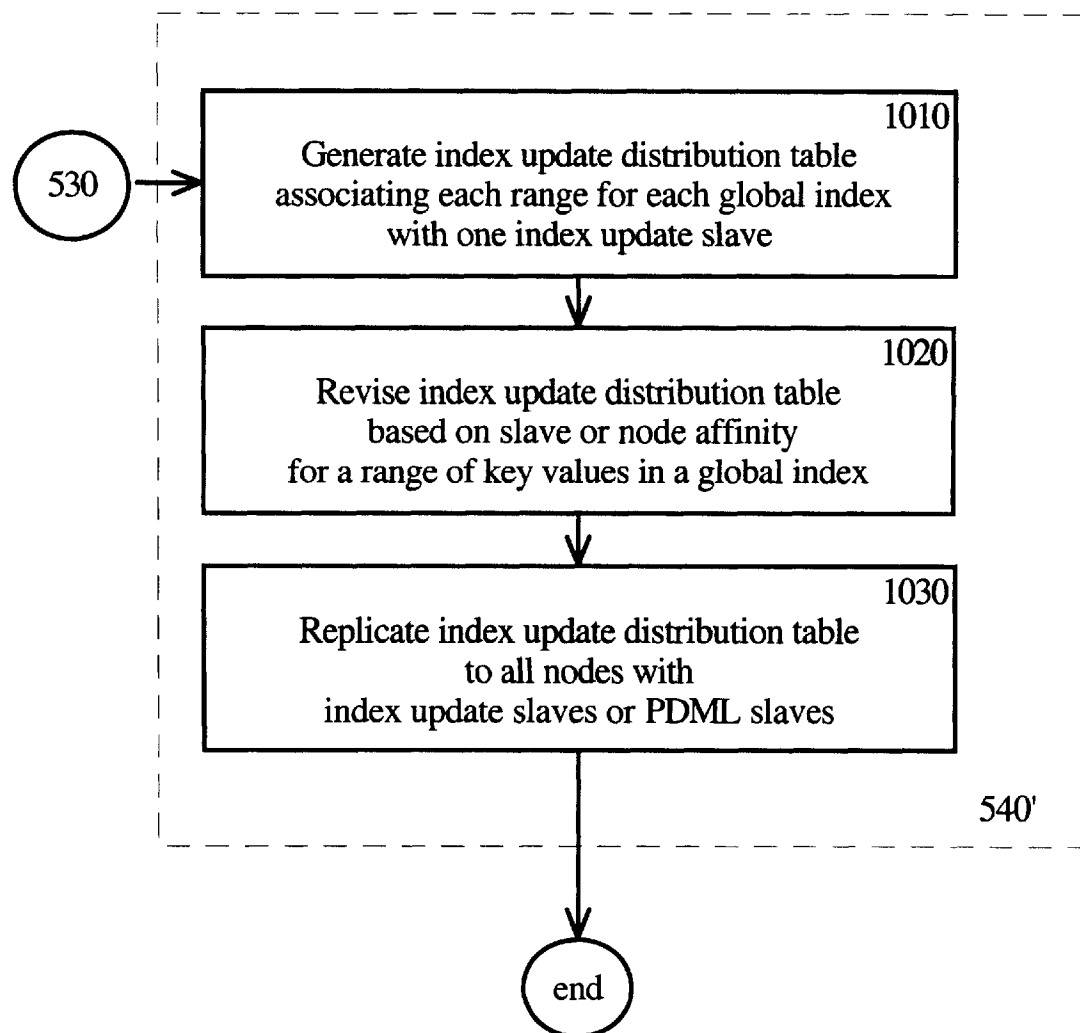 1010
Generate index update distribution table
associating each range for each global index
with one index update slave
530
1020
Revise index update distribution table
based on slave or node affinity
for a range of key values in a global index
1030
Replicate index update distribution table
to all nodes with
index update slaves or PDML slaves
540'
end